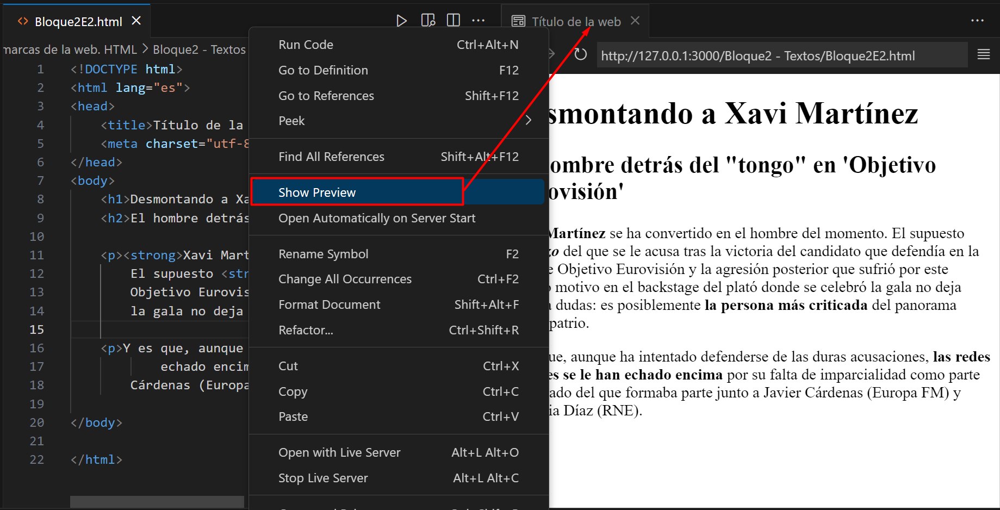 Bloque2E2.html
Título de la web
marcas de la web. HTML > Bloque2 - Textos
1 <!DOCTYPE html>
2 <html lang="es">
3 <head>
4 <title>Título de la
5 <meta charset="utf-8
6 </head>
7 <body>
8 <h1>Desmontando a Xa
9 <h2>El hombre detrás
10
11 <p><strong>Xavi Mart
12 El supuesto <str
13 Objetivo Eurovis
14 la gala no deja
15
16 <p>Y es que, aunque
17 echado encim
18 Cárdenas (Europa
19
20 </body>
21
22 </html>
Run Code Ctrl+Alt+N
Go to Definition F12
Go to References Shift+F12
Peek
Find All References Shift+Alt+F12
Show Preview
Open Automatically on Server Start
Rename Symbol F2
Change All Occurrences Ctrl+F2
Format Document Shift+Alt+F
Refactor... Ctrl+Shift+R
Cut Ctrl+X
Copy Ctrl+C
Paste Ctrl+V
Open with Live Server Alt+L Alt+O
Stop Live Server Alt+L Alt+C
http://127.0.0.1:3000/Bloque2 - Textos/Bloque2E2.html
smontando a Xavi Martínez
ombre detrás del "tongo" en 'Objetivo
ovisión'
Martínez se ha convertido en el hombre del momento. El supuesto
go del que se le acusa tras la victoria del candidato que defendía en la
e Objetivo Eurovisión y la agresión posterior que sufrió por este
o motivo en el backstage del plató donde se celebró la gala no deja
a dudas: es posiblemente la persona más criticada del panorama
patrio.
ue, aunque ha intentado defenderse de las duras acusaciones, las redes
es se le han echado encima por su falta de imparcialidad como parte
ado del que formaba parte junto a Javier Cárdenas (Europa FM) y
ia Díaz (RNE).